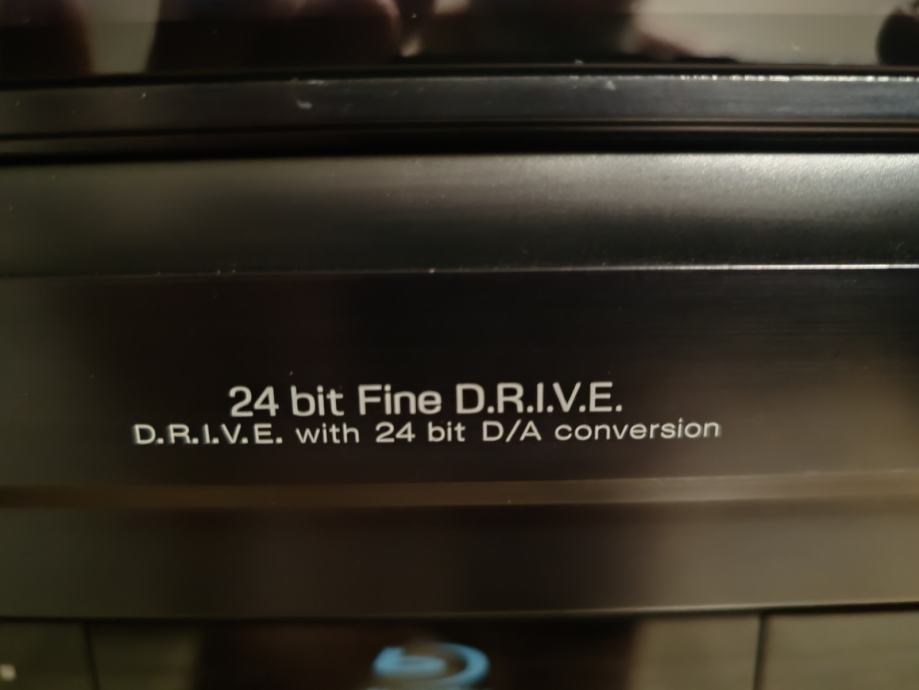 24 bit Fine D.R.I.V.E.
D.R.I.V.E. with 24 bit D/A conversion